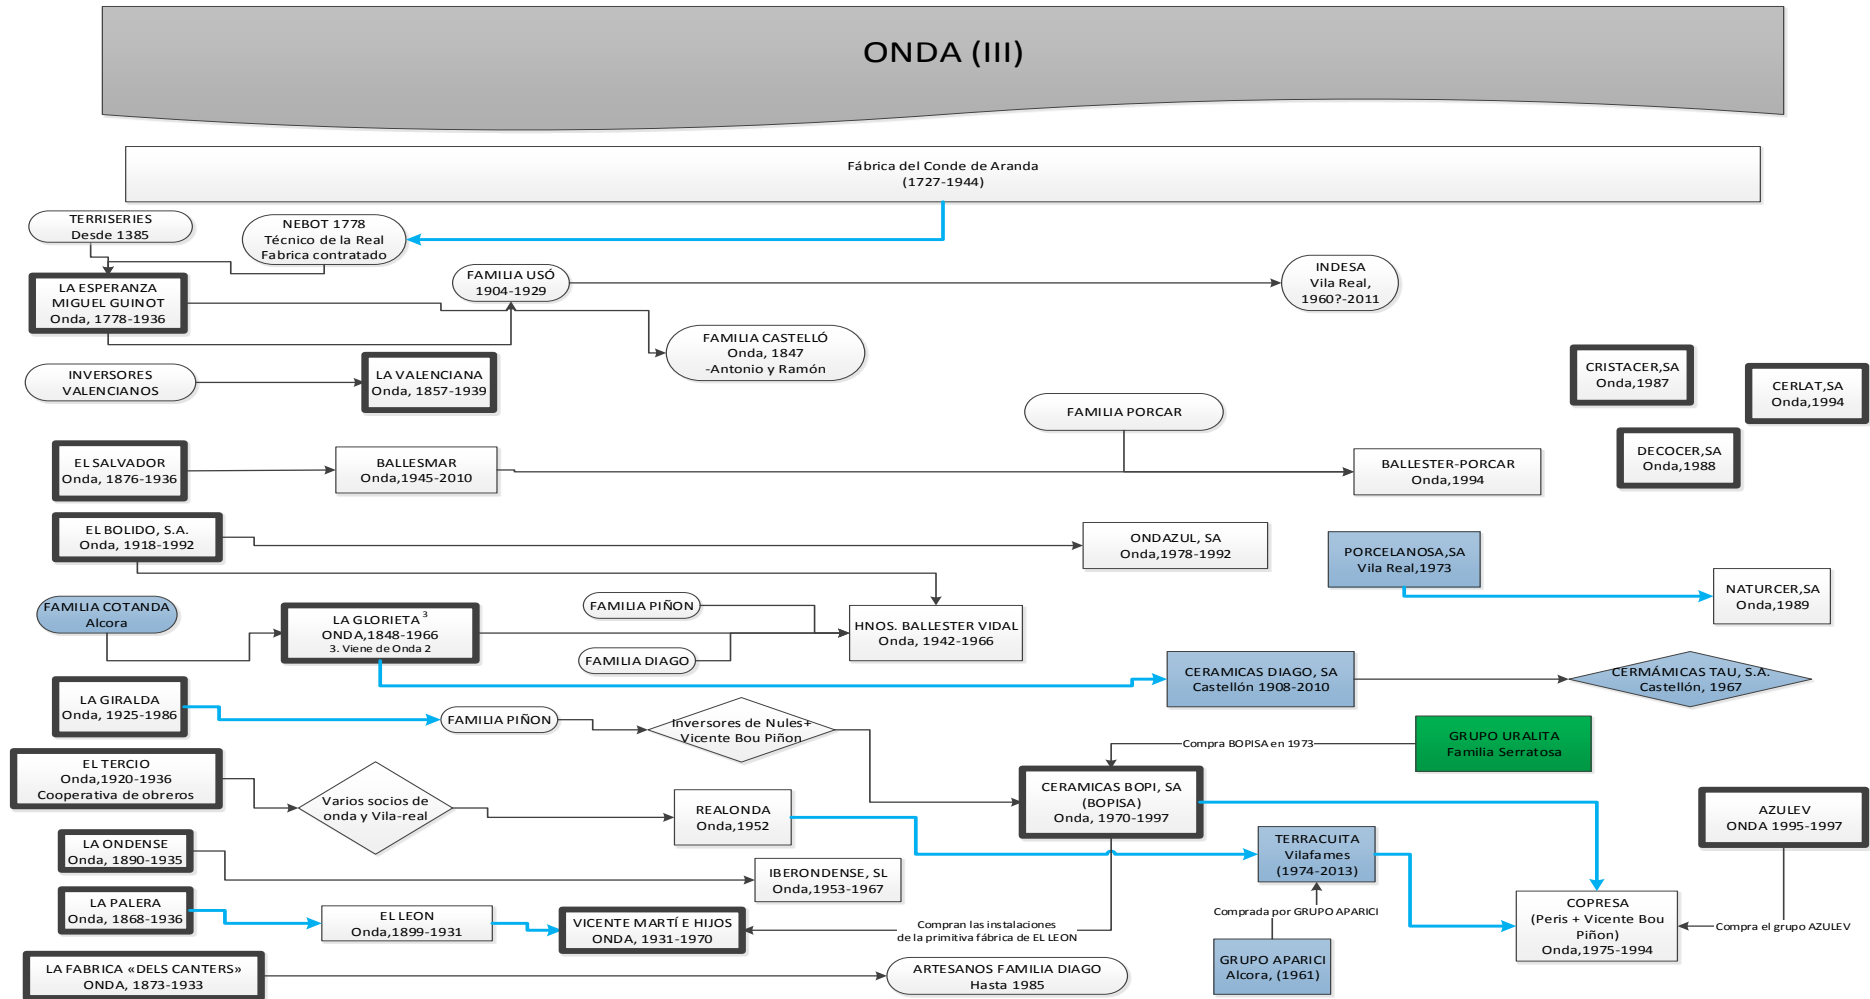 ONDA (III)
Fábrica del Conde de Aranda
(1727-1944)
TERRISERIES
Desde 1385
NEBOT 1778
Técnico de la Real
Fabrica contratado
LA ESPERANZA
MIGUEL GUINOT
Onda, 1778-1936
FAMILIA USÓ
1904-1929
INDESA
Vila Real,
1960?-2011
FAMILIA CASTELLÓ
Onda, 1847
-Antonio y Ramón
INVERSORES
VALENCIANOS
LA VALENCIANA
Onda, 1857-1939
CRISTACER,SA
Onda,1987
CERLAT,SA
Onda,1994
FAMILIA PORCAR
EL SALVADOR
Onda, 1876-1936
BALLESMAR
Onda,1945-2010
BALLESTER-PORCAR
Onda,1994
DECOCER,SA
Onda,1988
EL BOLIDO, S.A.
Onda, 1918-1992
ONDAZUL, SA
Onda,1978-1992
PORCELANOSA,SA
Vila Real,1973
NATURCER,SA
Onda,1989
FAMILIA COTANDA
Alcora
LA GLORIETA 3
ONDA,1848-1966
3. Viene de Onda 2
FAMILIA PIÑON
FAMILIA DIAGO
HNOS. BALLESTER VIDAL
Onda, 1942-1966
CERAMICAS DIAGO, SA
Castellón 1908-2010
CERMÁMICAS TAU, S.A.
Castellón, 1967
LA GIRALDA
Onda, 1925-1986
FAMILIA PIÑON
Inversores de Nules+
Vicente Bou Piñon
Compra BOPISA en 1973
GRUPO URALITA
Familia Serratosa
EL TERCIO
Onda,1920-1936
Cooperativa de obreros
Varios socios de
onda y Vila-real
REALONDA
Onda,1952
CERAMICAS BOPI, SA
(BOPISA)
Onda, 1970-1997
AZULEV
ONDA 1995-1997
LA ONDENSE
Onda, 1890-1935
IBERONDENSE, SL
Onda,1953-1967
TERRACUITA
Vilafames
(1974-2013)
LA PALERA
Onda, 1868-1936
EL LEON
Onda,1899-1931
VICENTE MARTÍ E HIJOS
ONDA, 1931-1970
Compran las instalaciones
de la primitiva fábrica de EL LEON
Comprada por GRUPO APARICI
COPRESA
(Peris + Vicente Bou
Piñon)
Onda,1975-1994
Compra el grupo AZULEV
LA FABRICA «DELS CANTERS»
ONDA, 1873-1933
ARTESANOS FAMILIA DIAGO
Hasta 1985
GRUPO APARICI
Alcora, (1961)